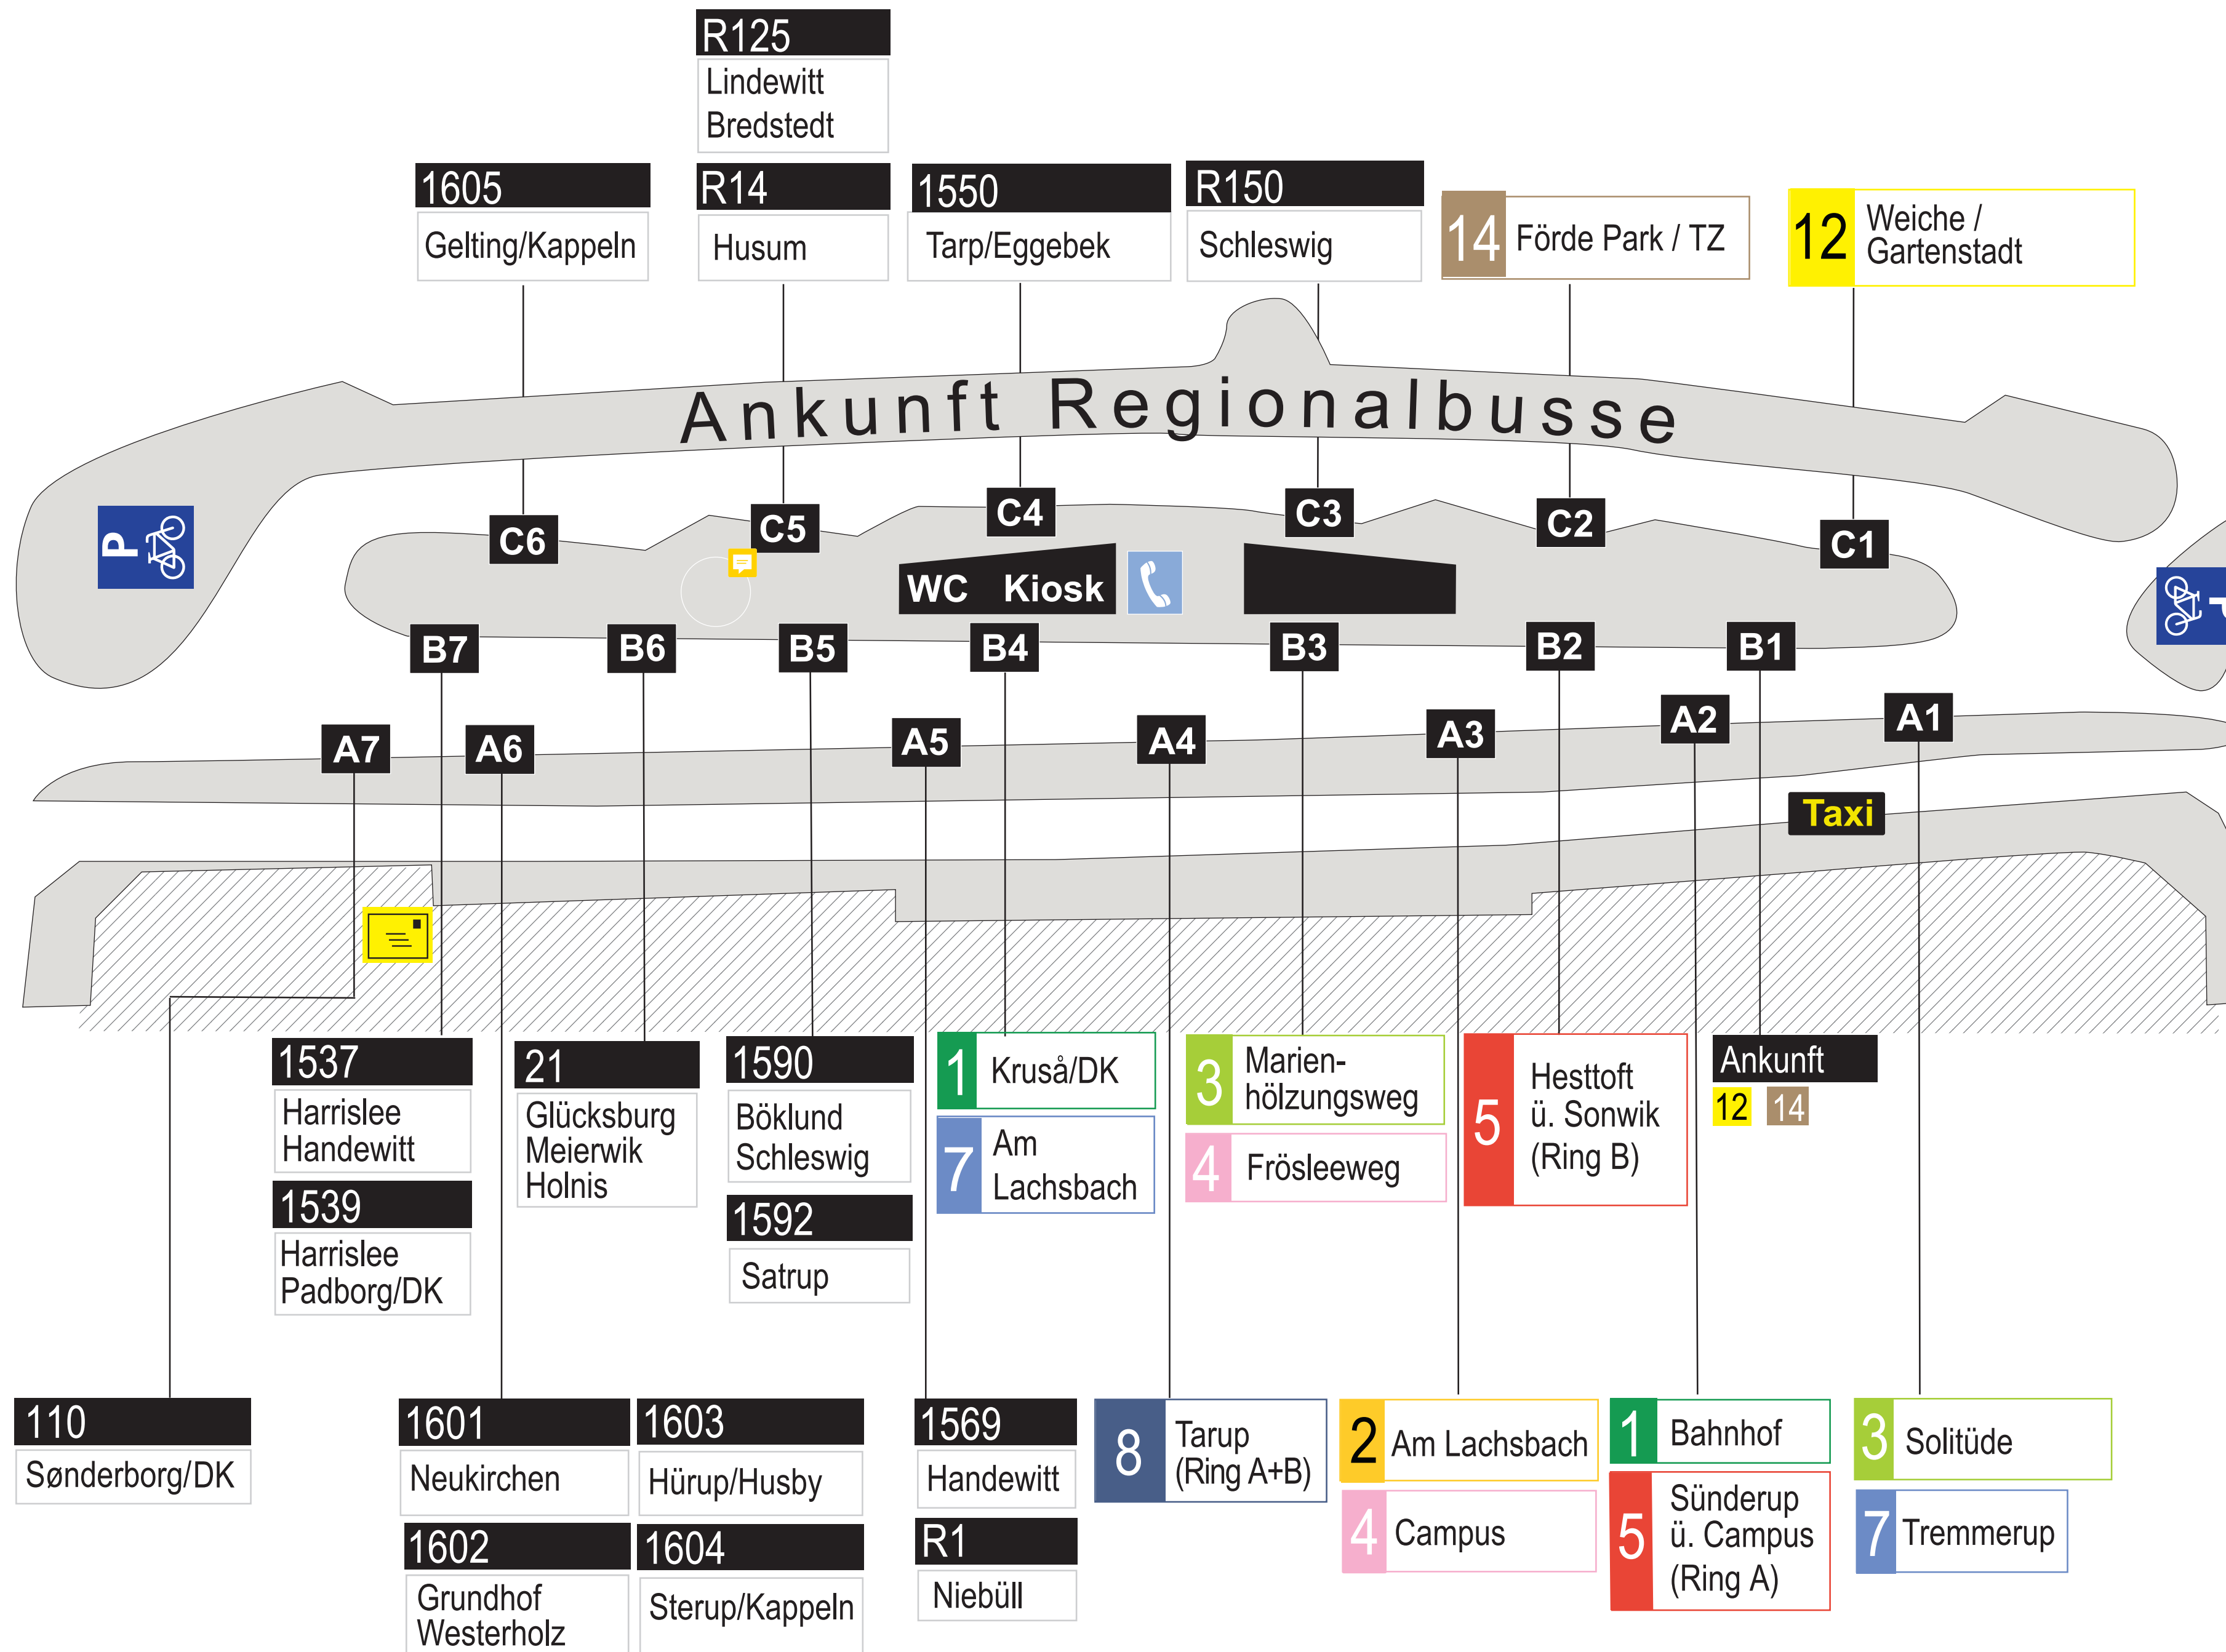 R125
Lindewitt
Bredstedt
1605
Gelting/Kappeln
R14
Husum
1550
Tarp/Eggebek
R150
Schleswig
14 Förde Park / TZ
12 Weiche /
Gartenstadt
Ankunft Regionalbusse
P
C6
C5
C4
C3
C2
C1
WC Kiosk
P
B7
B6
B5
B4
B3
B2
B1
A7
A6
A5
A4
A3
A2
A1
Taxi
1537
Harrislee
Handewitt
1539
Harrislee
Padborg/DK
21
Glücksburg
Meierwik
Holnis
1590
Böklund
Schleswig
1592
Satrup
1 Kruså/DK
7 Am
Lachsbach
3 Marien-
hölzungsweg
4 Frösleeweg
5 Hesttoft
ü. Sonwik
(Ring B)
Ankunft
12 14
110
Sønderborg/DK
1601
Neukirchen
1602
Grundhof
Westerholz
1603
Hürup/Husby
1604
Sterup/Kappeln
1569
Handewitt
R1
Niebüll
8 Tarup
(Ring A+B)
2 Am Lachsbach
4 Campus
1 Bahnhof
5 Sünderup
ü. Campus
(Ring A)
3 Solitüde
7 Tremmerup